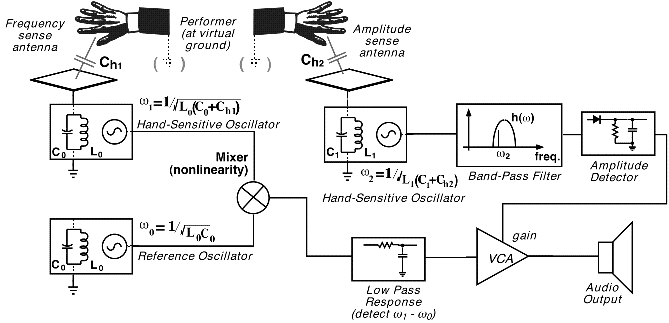 Frequency
sense
antenna
Performer
(at virtual
ground)
Amplitude
sense
antenna
Ch1
Ch2
( )
( )
ω1=1/√L0(C0+Ch1)
Hand-Sensitive Oscillator
C0 L0
Mixer
(nonlinearity)
C1 L1
ω2=1/√L1(C1+Ch2)
Hand-Sensitive Oscillator
h(ω)
ω2
freq.
Band-Pass Filter
Amplitude
Detector
ω0=1/√L0C0
Reference Oscillator
C0 L0
Low Pass
Response
(detect ω1 - ω0)
gain
VCA
Audio
Output